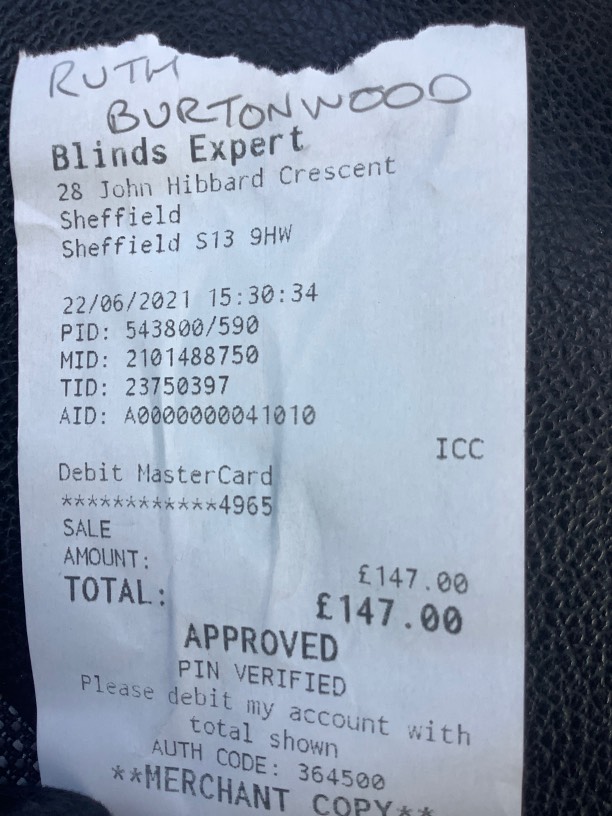 RUTH
BURTONWOOD
Blinds Expert
28 John Hibbard Crescent
Sheffield
Sheffield S13 9HW
22/06/2021 15:30:34
PID: 543800/590
MID: 2101488750
TID: 23750397
AID: A0000000041010
ICC
Debit MasterCard
************4965
SALE
AMOUNT: £147.00
TOTAL: £147.00
APPROVED
PIN VERIFIED
Please debit my account with
total shown
AUTH CODE: 364500
**MERCHANT COPY**